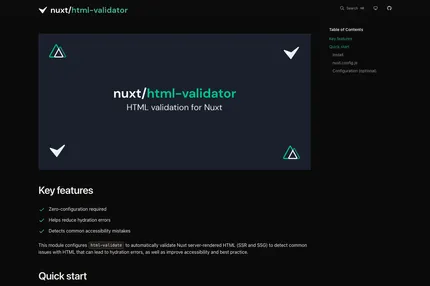 nuxt/html-validator
Search ⌘K
Table of Contents
Key features
Quick start
Install
nuxt.config.js
Configuration (optional)
nuxt/html-validator
HTML validation for Nuxt
Key features
Zero-configuration required
Helps reduce hydration errors
Detects common accessibility mistakes
This module configures html-validate to automatically validate Nuxt server-rendered HTML (SSR and SSG) to detect common
issues with HTML that can lead to hydration errors, as well as improve accessibility and best practice.
Quick start